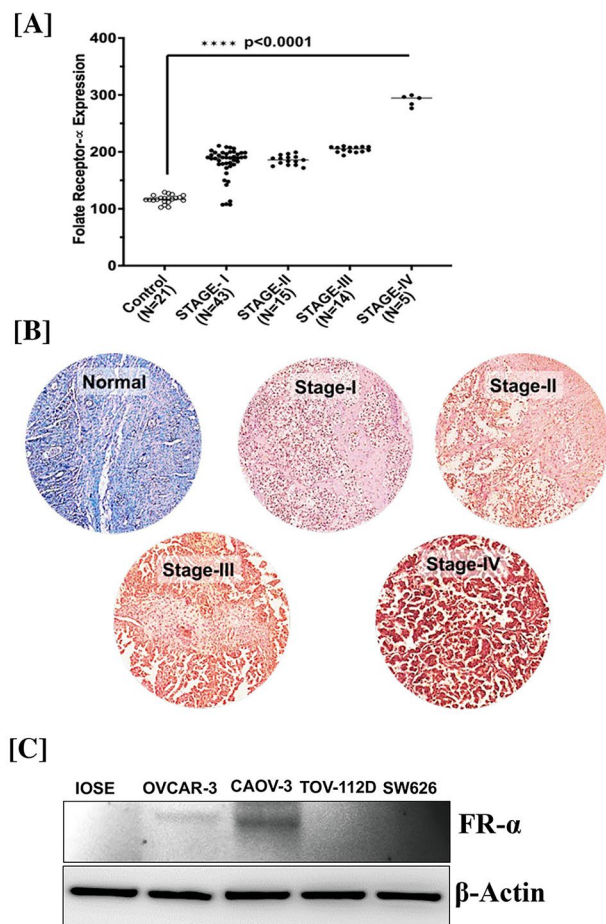 [A]
**** p<0.0001
Folate Receptor-α Expression
400
300
200
100
0
Control (N=21)
STAGE- I (N=43)
STAGE-II (N=15)
STAGE-III (N=14)
STAGE-IV (N=5)
[B]
Normal
Stage-I
Stage-II
Stage-III
Stage-IV
[C]
IOSE OVCAR-3 CAOV-3 TOV-112D SW626
FR-α
β-Actin